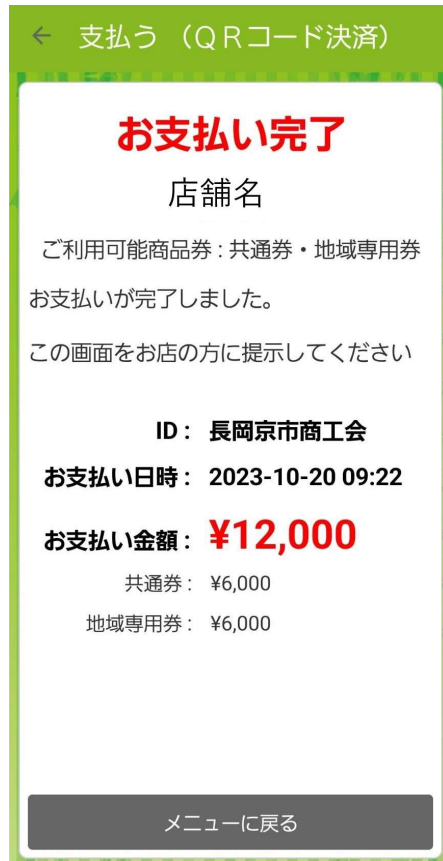 ← 支払う （QRコード決済）
お支払い完了
店舗名
ご利用可能商品券 : 共通券・地域専用券
お支払いが完了しました。
この画面をお店の方に提示してください
ID : 長岡京市商工会
お支払い日時 : 2023-10-20 09:22
お支払い金額 : ¥12,000
共通券 : ¥6,000
地域専用券 : ¥6,000
メニューに戻る